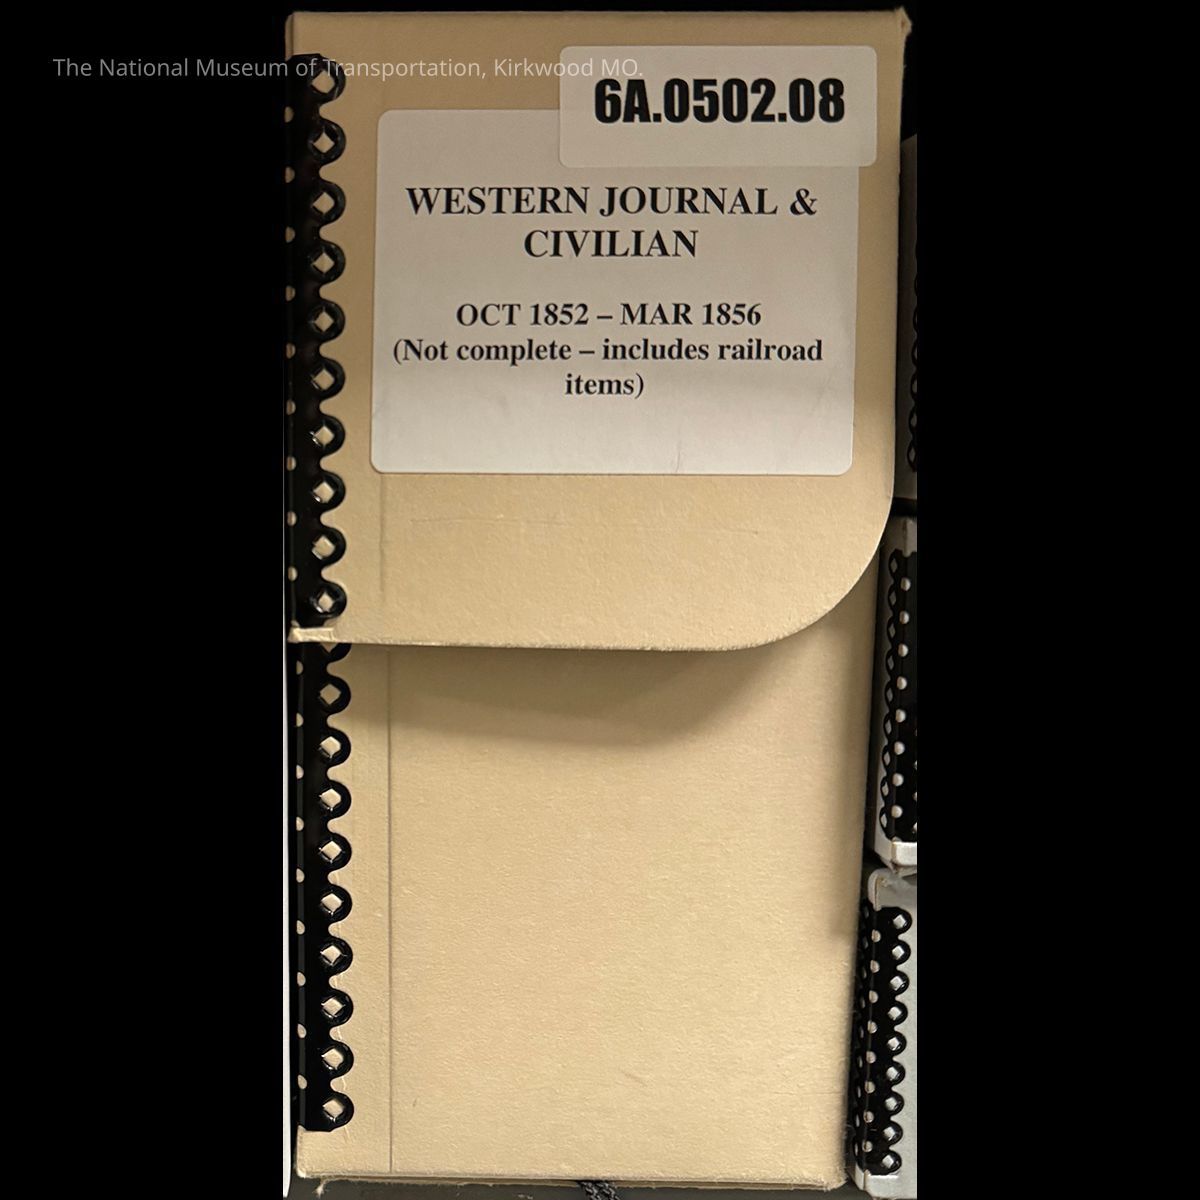 The National Museum of Transportation, Kirkwood MO.
6A.0502.08
WESTERN JOURNAL &
CIVILIAN
OCT 1852 – MAR 1856
(Not complete – includes railroad
items)